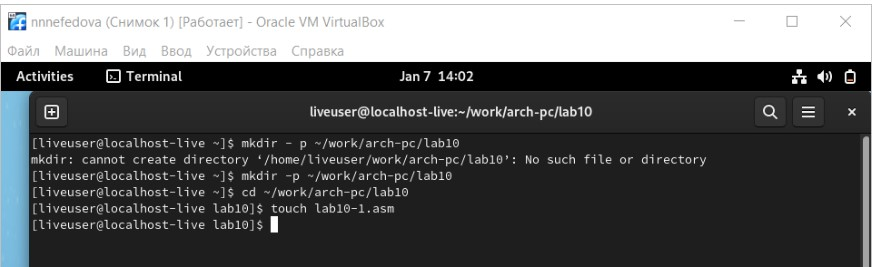 nnnefedova (Снимок 1) [Работает] - Oracle VM VirtualBox
Файл Машина Вид Ввод Устройства Справка
Activities Terminal Jan 7 14:02
liveuser@localhost-live:~/work/arch-pc/lab10
[liveuser@localhost-live ~]$ mkdir - p ~/work/arch-pc/lab10
mkdir: cannot create directory ‘/home/liveuser/work/arch-pc/lab10’: No such file or directory
[liveuser@localhost-live ~]$ mkdir -p ~/work/arch-pc/lab10
[liveuser@localhost-live ~]$ cd ~/work/arch-pc/lab10
[liveuser@localhost-live lab10]$ touch lab10-1.asm
[liveuser@localhost-live lab10]$